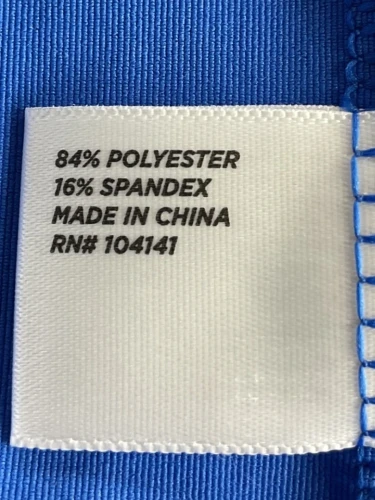 84% POLYESTER
16% SPANDEX
MADE IN CHINA
RN# 104141